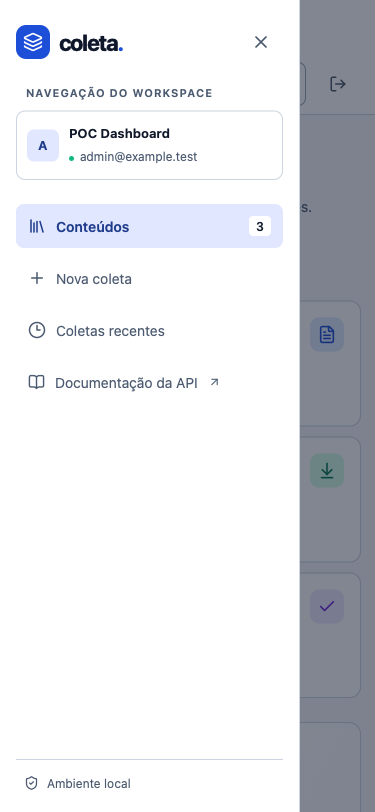 coleta.
NAVEGAÇÃO DO WORKSPACE
A
POC Dashboard
admin@example.test
Conteúdos 3
s.
Nova coleta
Coletas recentes
Documentação da API
Ambiente local